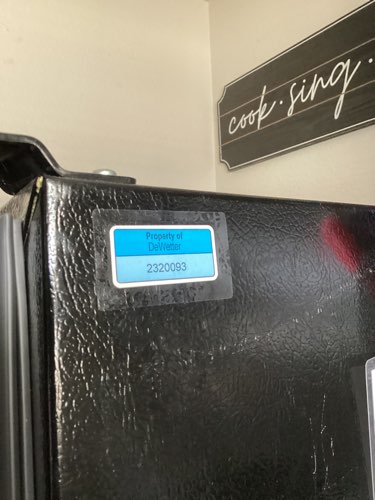 cook.sing.
Property of
DeWetter
2320093